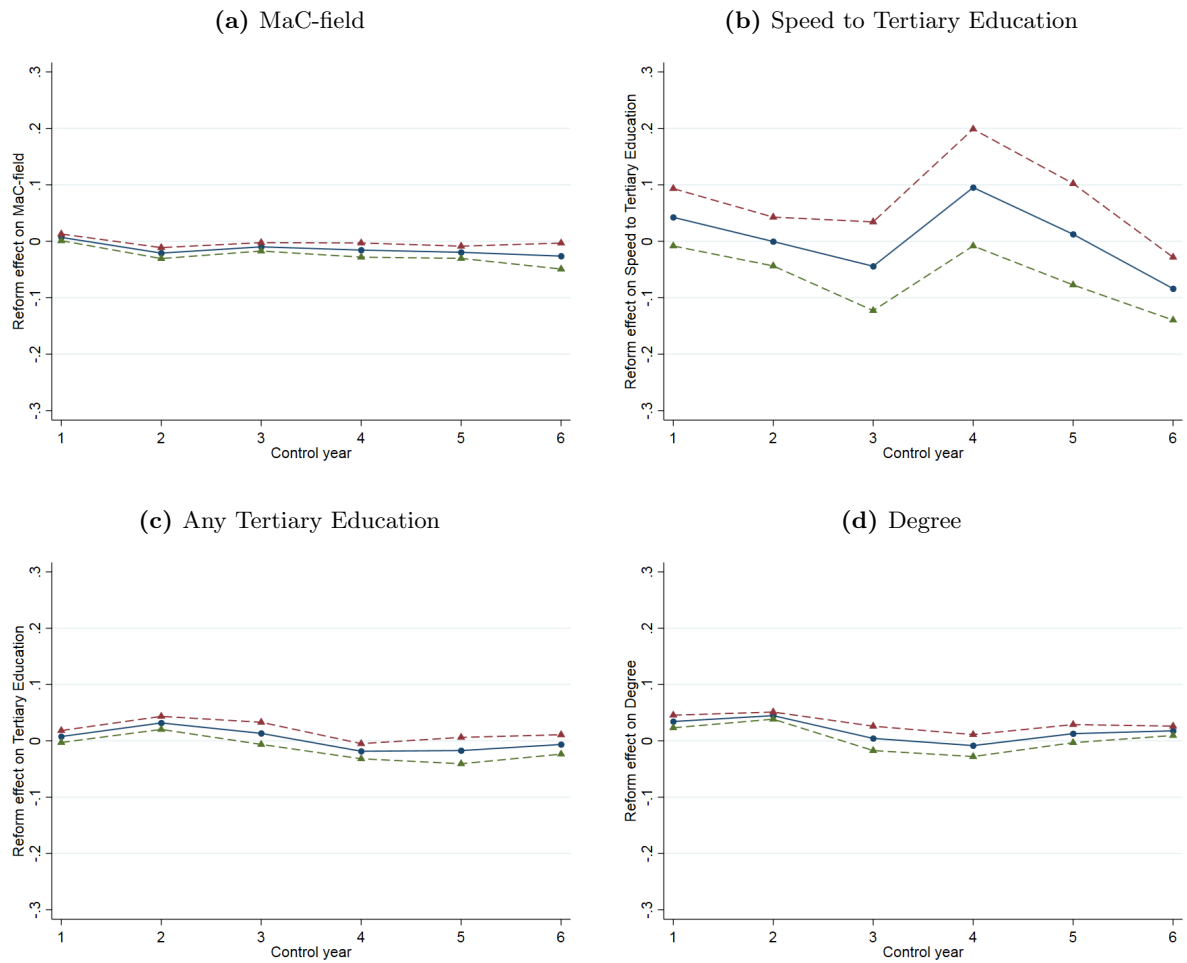 (a) MaC-field
Reform effect on MaC-field
.3
.2
.1
0
-.1
-.2
-.3
1 2 3 4 5 6
Control year
(b) Speed to Tertiary Education
Reform effect on Speed to Tertiary Education
.3
.2
.1
0
-.1
-.2
-.3
1 2 3 4 5 6
Control year
(c) Any Tertiary Education
Reform effect on Tertiary Education
.3
.2
.1
0
-.1
-.2
-.3
1 2 3 4 5 6
Control year
(d) Degree
Reform effect on Degree
.3
.2
.1
0
-.1
-.2
-.3
1 2 3 4 5 6
Control year